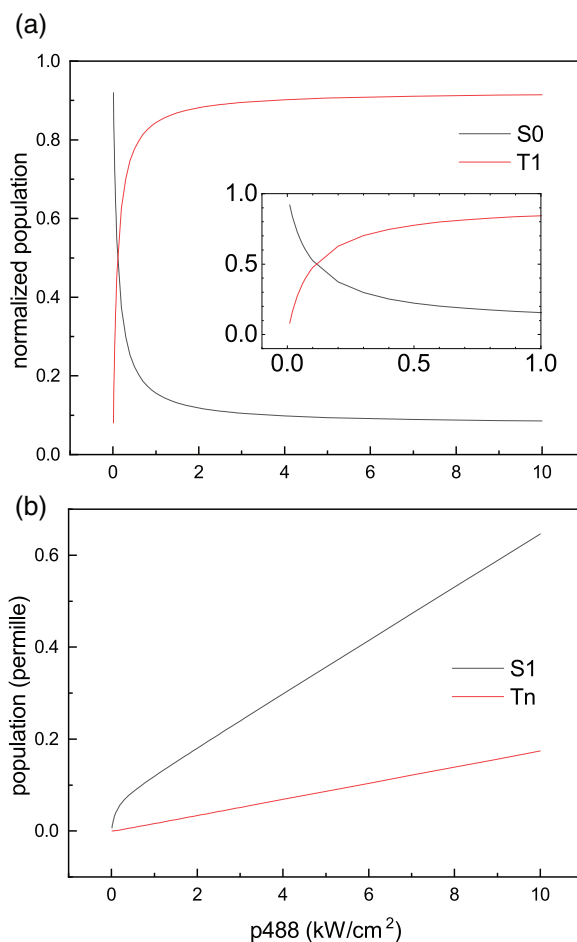 (a)
1.0
0.8
0.6
0.4
0.2
0.0
normalized population
S0
T1
1.0
0.5
0.0
0.0 0.5 1.0
0 2 4 6 8 10
(b)
0.6
0.4
0.2
0.0
population (permille)
S1
Tn
0 2 4 6 8 10
p488 (kW/cm²)